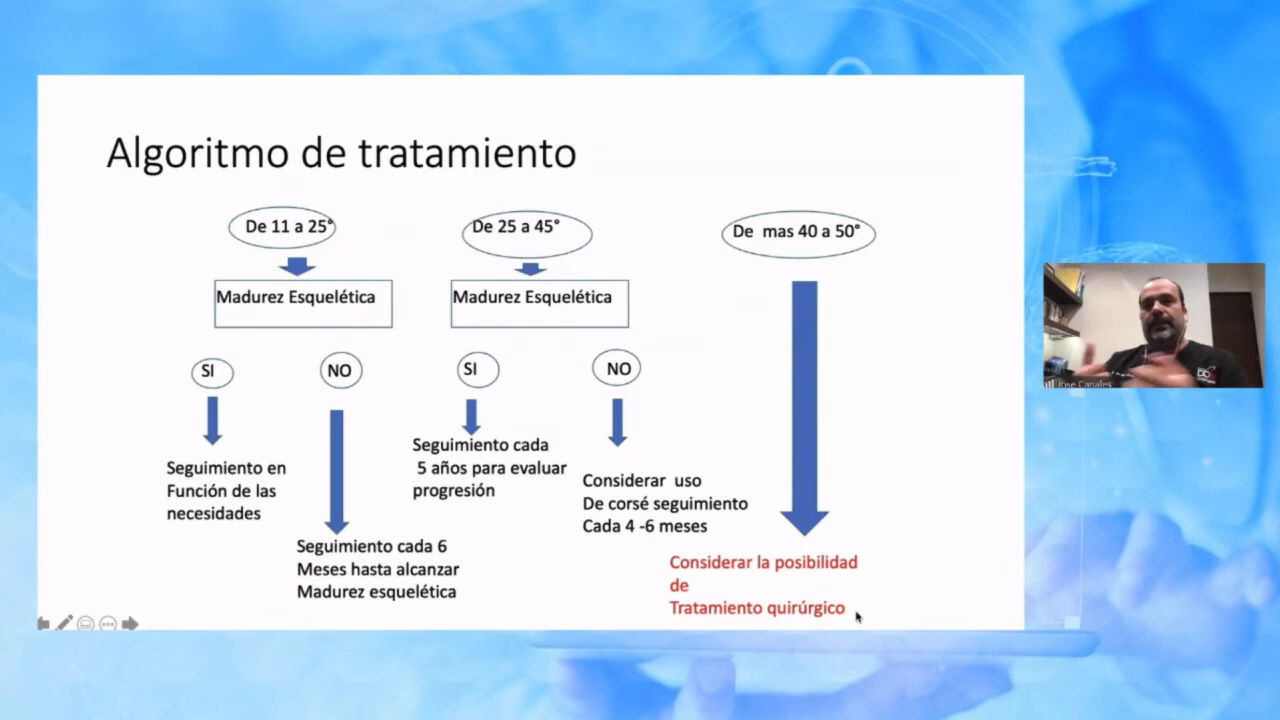 Algoritmo de tratamiento
De 11 a 25°
De 25 a 45°
De mas 40 a 50°
Madurez Esquelética
Madurez Esquelética
SI
NO
SI
NO
Seguimiento en
Función de las
necesidades
Seguimiento cada 6
Meses hasta alcanzar
Madurez esquelética
Seguimiento cada
5 años para evaluar
progresión
Considerar uso
De corsé seguimiento
Cada 4 -6 meses
Considerar la posibilidad
de
Tratamiento quirúrgico
Jose Canales